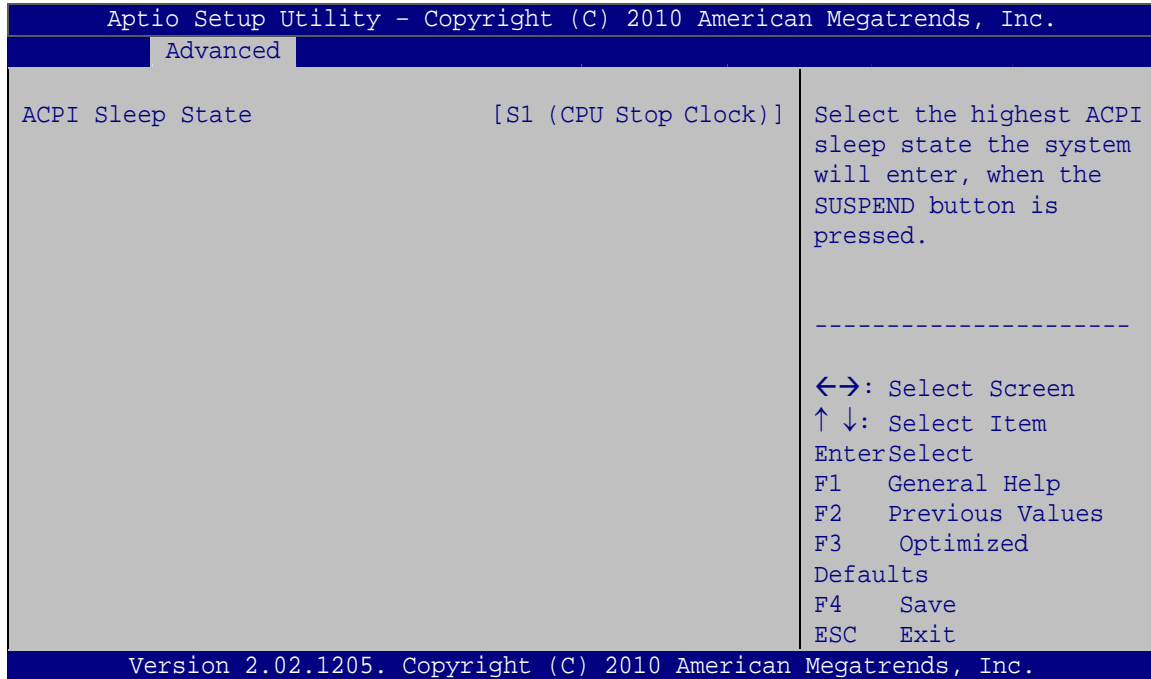 Aptio Setup Utility – Copyright (C) 2010 American Megatrends, Inc.
Advanced
ACPI Sleep State [S1 (CPU Stop Clock)]
Select the highest ACPI
sleep state the system
will enter, when the
SUSPEND button is
pressed.
----------------------
←→: Select Screen
↑ ↓: Select Item
EnterSelect
F1 General Help
F2 Previous Values
F3 Optimized
Defaults
F4 Save
ESC Exit
Version 2.02.1205. Copyright (C) 2010 American Megatrends, Inc.